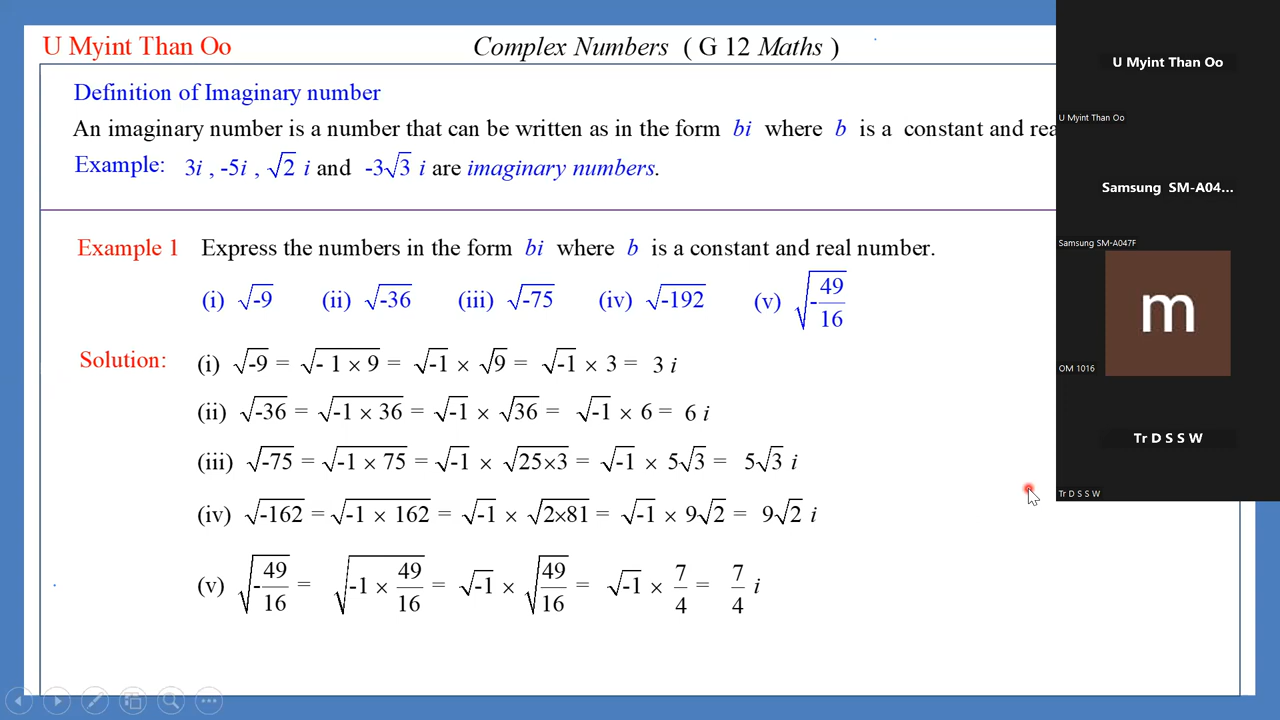 U Myint Than Oo
Complex Numbers ( G 12 Maths )
Definition of Imaginary number
An imaginary number is a number that can be written as in the form bi where b is a constant and rea
Example: 3i , -5i , √2 i and -3√3 i are imaginary numbers.
Example 1 Express the numbers in the form bi where b is a constant and real number.
(i) √-9 (ii) √-36 (iii) √-75 (iv) √-192 (v) √-49/16
Solution: (i) √-9 = √- 1 × 9 = √-1 × √9 = √-1 × 3 = 3 i
(ii) √-36 = √-1 × 36 = √-1 × √36 = √-1 × 6 = 6 i
(iii) √-75 = √-1 × 75 = √-1 × √25×3 = √-1 × 5√3 = 5√3 i
(iv) √-162 = √-1 × 162 = √-1 × √2×81 = √-1 × 9√2 = 9√2 i
(v) √-49/16 = √-1 × 49/16 = √-1 × √49/16 = √-1 × 7/4 = 7/4 i
U Myint Than Oo
U Myint Than Oo
Samsung SM-A04...
Samsung SM-A047F
m
OM 1016
Tr D S S W
Tr D S S W